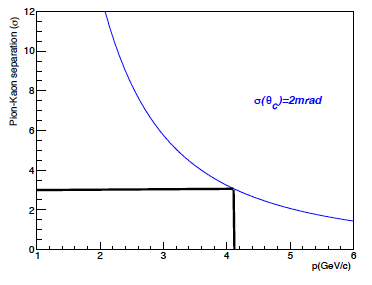 Pion-Kaon separation (σ)
12
10
8
6
4
2
0
σ(θc)=2mrad
1 2 3 4 5 6
p(GeV/c)